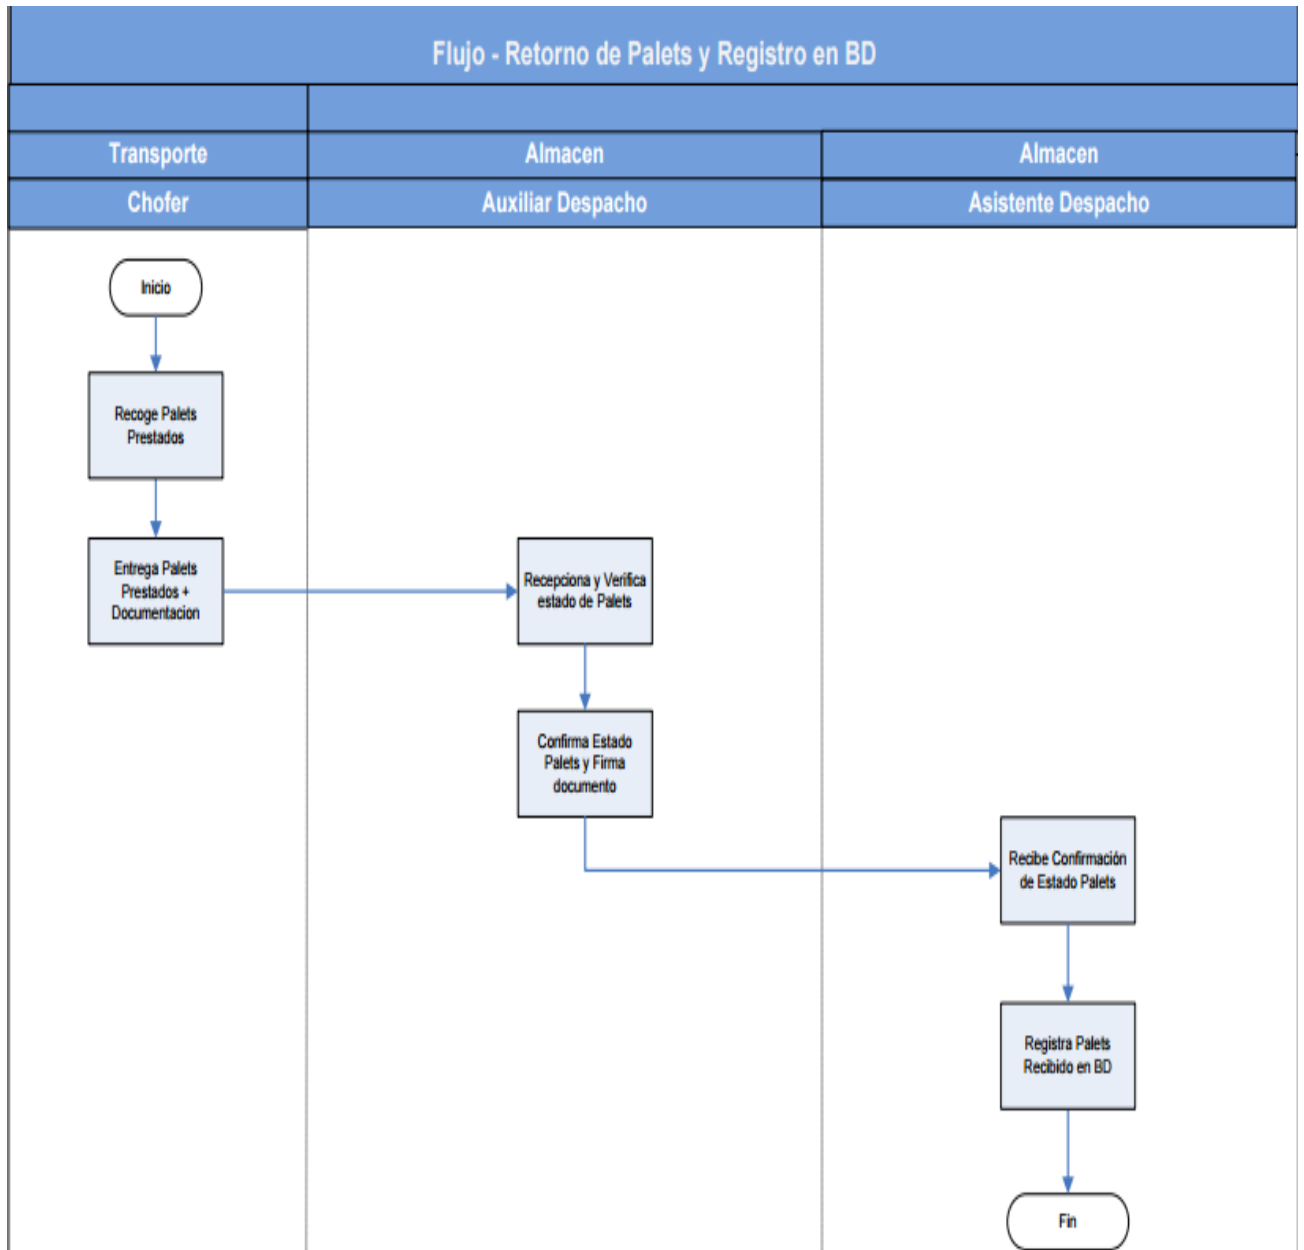 Flujo - Retorno de Palets y Registro en BD
Transporte
Almacen
Almacen
Chofer
Auxiliar Despacho
Asistente Despacho
Inicio
Recoge Palets
Prestados
Entrega Palets
Prestados +
Documentacion
Recepciona y Verifica
estado de Palets
Confirma Estado
Palets y Firma
documento
Recibe Confirmación
de Estado Palets
Registra Palets
Recibido en BD
Fin